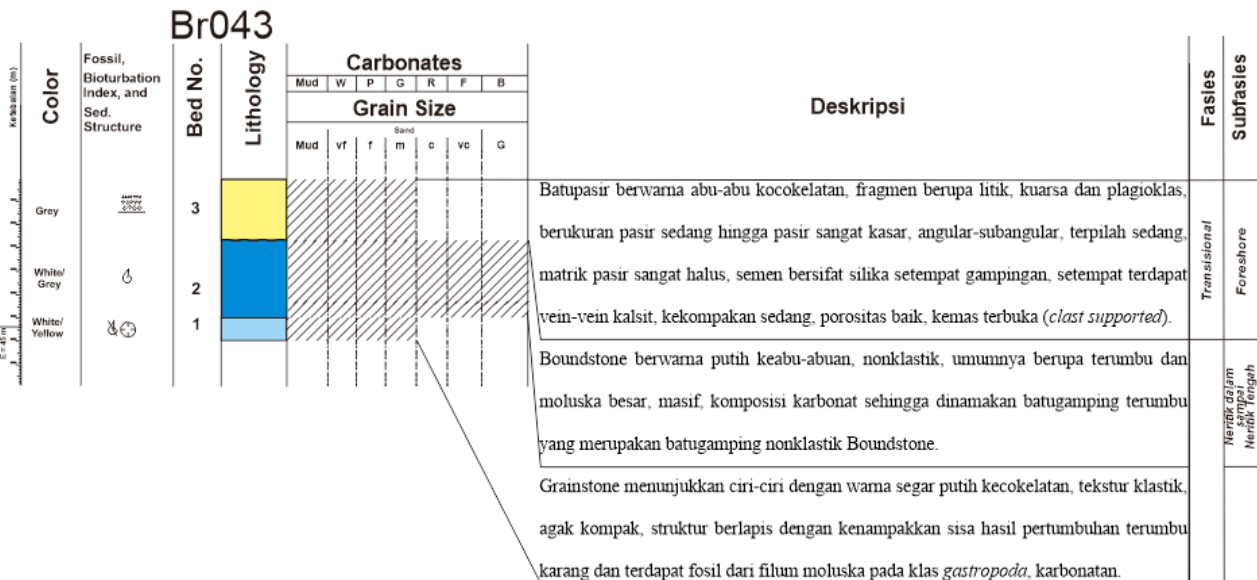 Br043
Ketebalan (m)
Color
Fossil,
Bioturbation
Index, and
Sed.
Structure
Bed No.
Lithology
Carbonates
Mud W P G R F B
Grain Size
Sand
Mud vf f m c vc G
Deskripsi
Fasies
Subfasies
Grey
3
White/
Grey
2
White/
Yellow
1
E = 45 m
Batupasir berwarna abu-abu kocokelatan, fragmen berupa litik, kuarsa dan plagioklas,
berukuran pasir sedang hingga pasir sangat kasar, angular-subangular, terpilah sedang,
matrik pasir sangat halus, semen bersifat silika setempat gampingan, setempat terdapat
vein-vein kalsit, kekompakan sedang, porositas baik, kemas terbuka (clast supported).
Transisional
Foreshore
Boundstone berwarna putih keabu-abuan, nonklastik, umumnya berupa terumbu dan
moluska besar, masif, komposisi karbonat sehingga dinamakan batugamping terumbu
yang merupakan batugamping nonklastik Boundstone.
Neritik dalam
sampai
Neritik Tengah
Grainstone menunjukkan ciri-ciri dengan warna segar putih kecokelatan, tekstur klastik,
agak kompak, struktur berlapis dengan kenampakkan sisa hasil pertumbuhan terumbu
karang dan terdapat fosil dari filum moluska pada klas gastropoda, karbonatan.